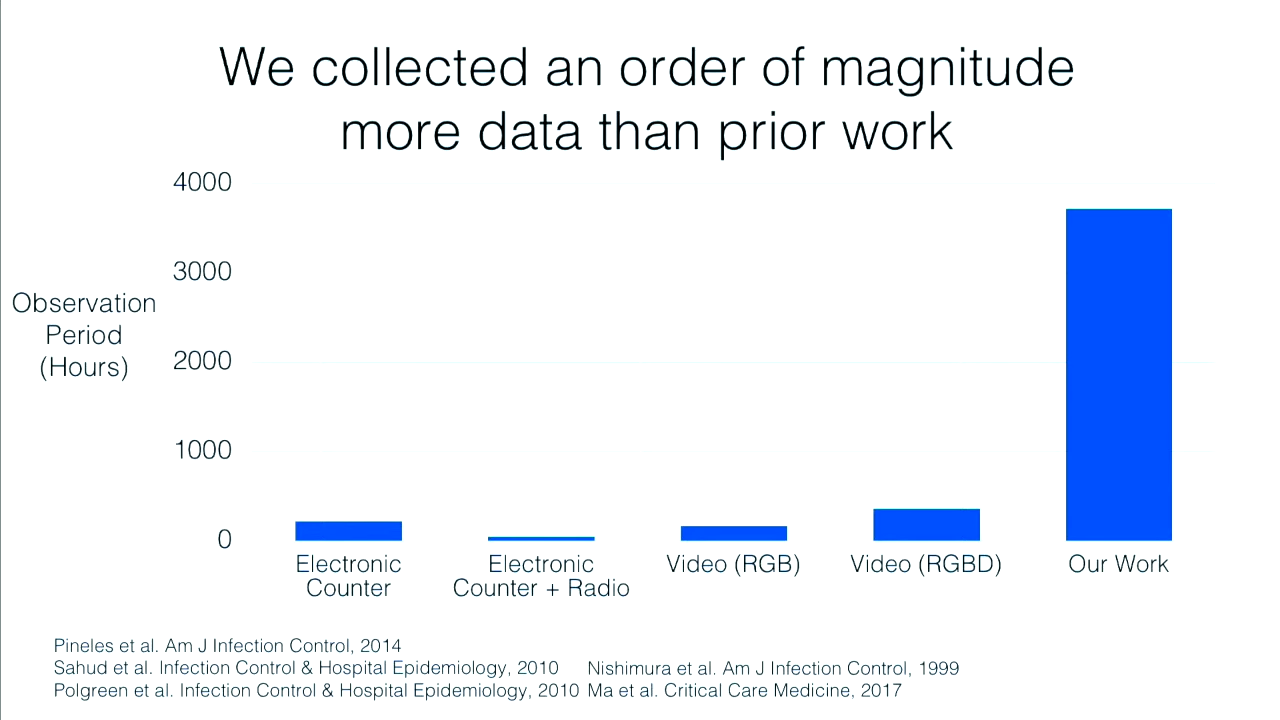 We collected an order of magnitude
more data than prior work
4000
3000
2000
1000
0
Observation
Period
(Hours)
Electronic
Counter
Electronic
Counter + Radio
Video (RGB)
Video (RGBD)
Our Work
Pineles et al. Am J Infection Control, 2014
Sahud et al. Infection Control & Hospital Epidemiology, 2010
Polgreen et al. Infection Control & Hospital Epidemiology, 2010
Nishimura et al. Am J Infection Control, 1999
Ma et al. Critical Care Medicine, 2017